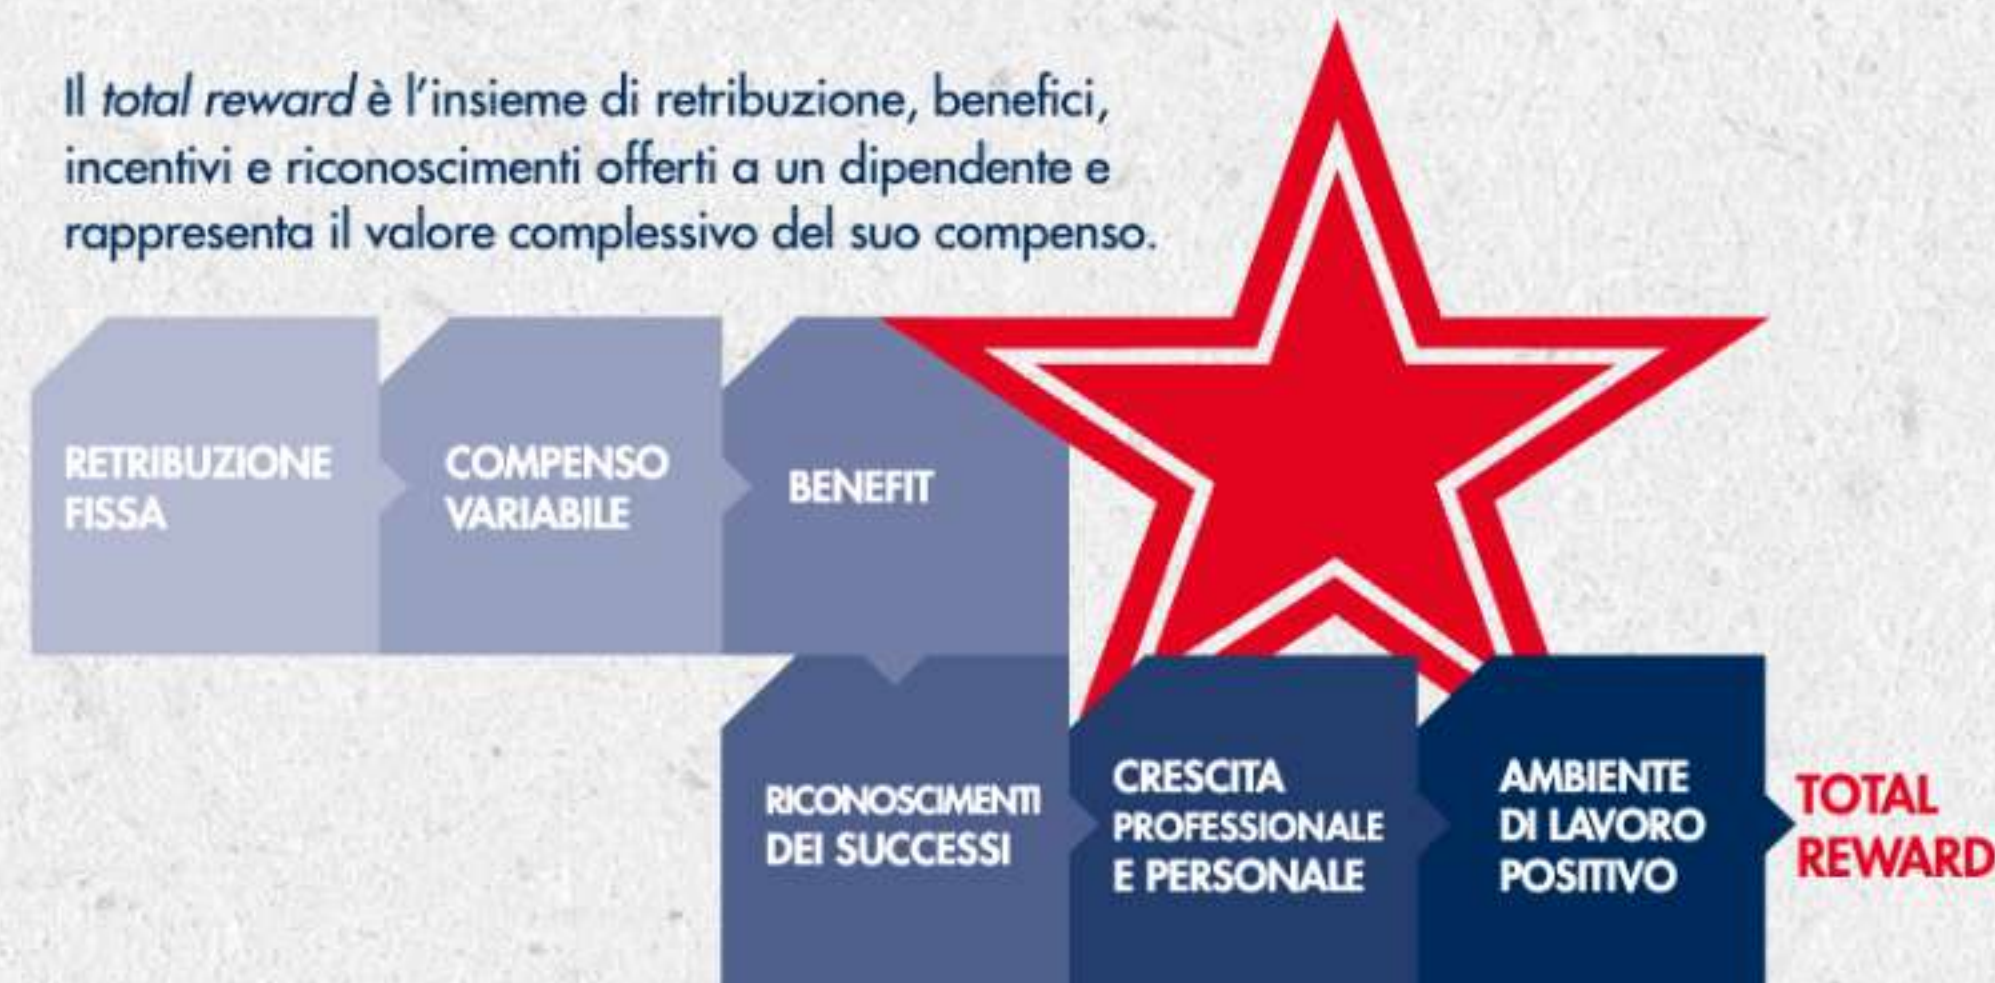 Il total reward è l'insieme di retribuzione, benefici,
incentivi e riconoscimenti offerti a un dipendente e
rappresenta il valore complessivo del suo compenso.
RETRIBUZIONE
FISSA
COMPENSO
VARIABILE
BENEFIT
RICONOSCIMENTI
DEI SUCCESSI
CRESCITA
PROFESSIONALE
E PERSONALE
AMBIENTE
DI LAVORO
POSITIVO
TOTAL
REWARD